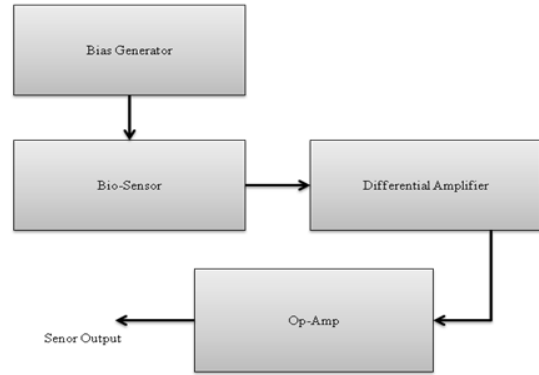 Bias Generator
Bio-Sensor
Differential Amplifier
Op-Amp
Senor Output